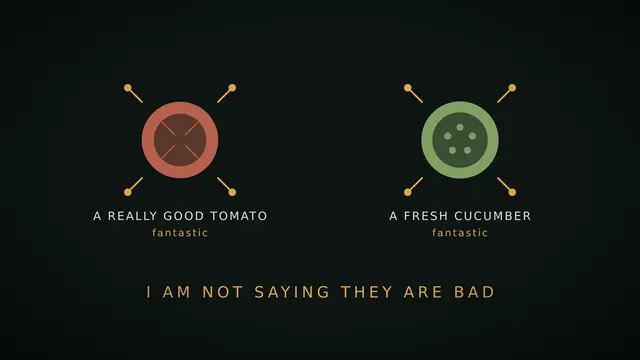 A REALLY GOOD TOMATO
fantastic
A FRESH CUCUMBER
fantastic
I AM NOT SAYING THEY ARE BAD